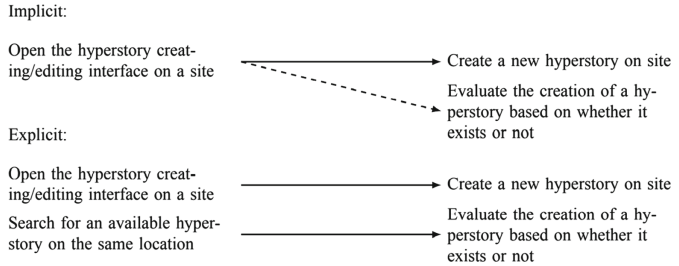 Implicit:
Open the hyperstory creat-
ing/editing interface on a site
Create a new hyperstory on site
Evaluate the creation of a hy-
perstory based on whether it
exists or not
Explicit:
Open the hyperstory creat-
ing/editing interface on a site
Create a new hyperstory on site
Search for an available hyper-
story on the same location
Evaluate the creation of a hy-
perstory based on whether it
exists or not